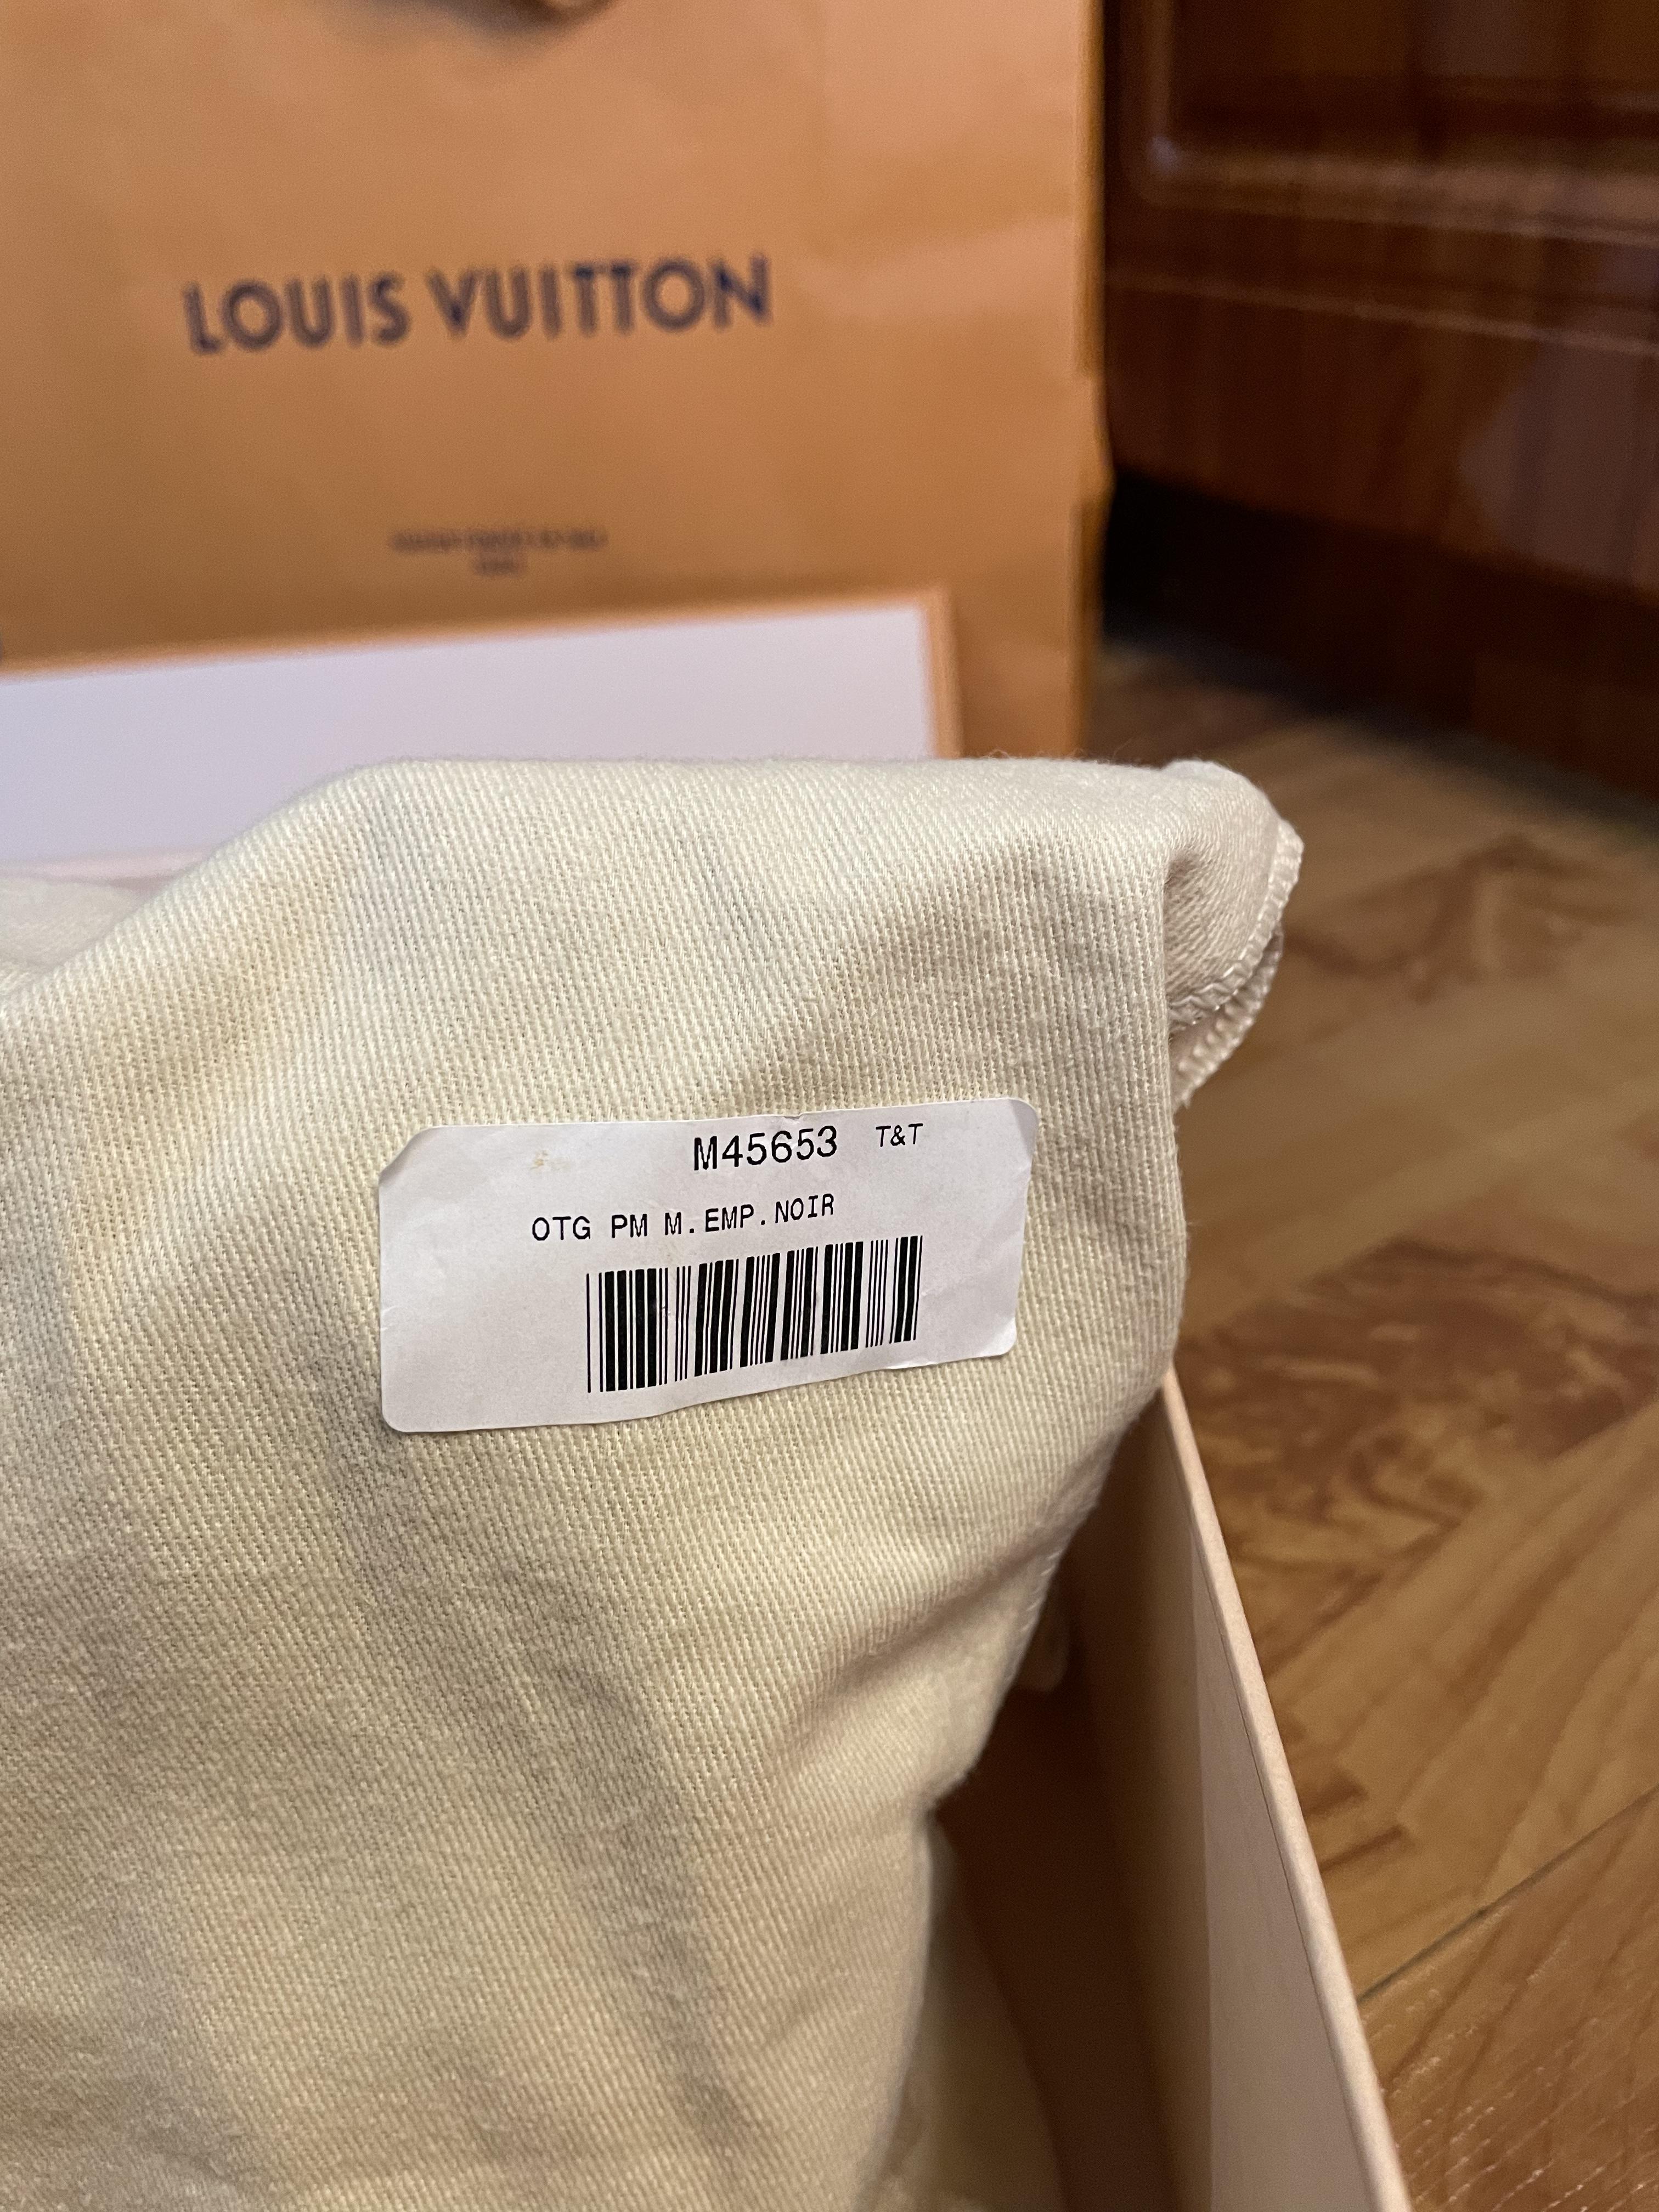 LOUIS VUITTON
M45653 T&T
OTG PM M.EMP.NOIR